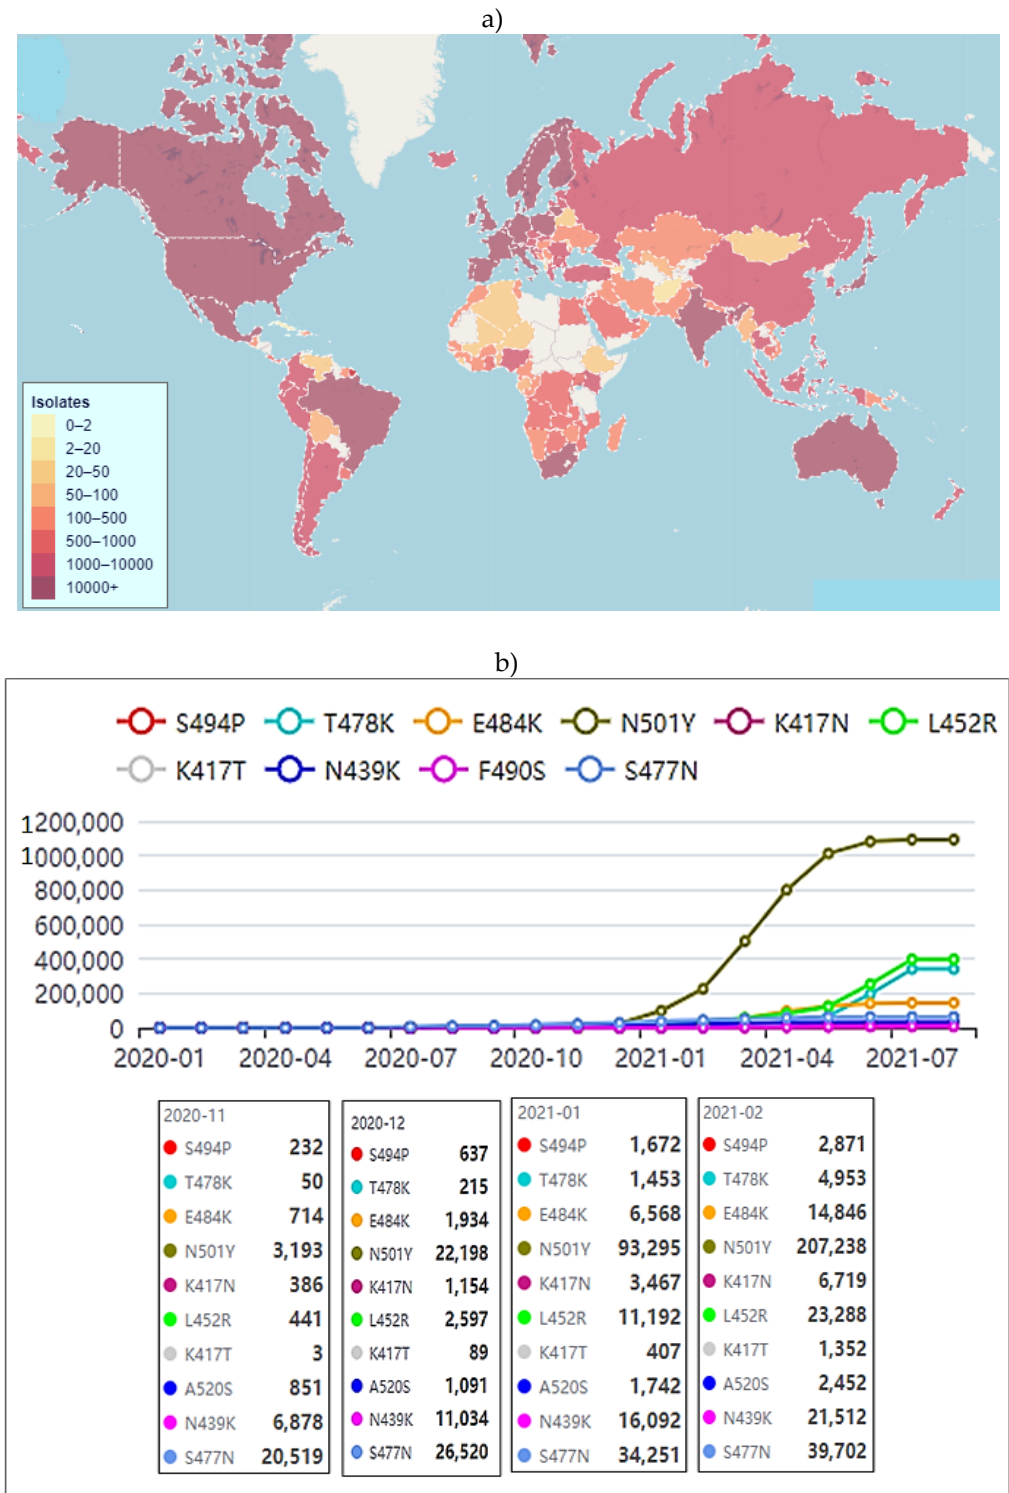 a)
Isolates
0–2
2–20
20–50
50–100
100–500
500–1000
1000–10000
10000+
b)
S494P T478K E484K N501Y K417N L452R
K417T N439K F490S S477N
1200,000
1000,000
800,000
600,000
400,000
200,000
0
2020-01 2020-04 2020-07 2020-10 2021-01 2021-04 2021-07
2020-11
S494P 232
T478K 50
E484K 714
N501Y 3,193
K417N 386
L452R 441
K417T 3
A520S 851
N439K 6,878
S477N 20,519
2020-12
S494P 637
T478K 215
E484K 1,934
N501Y 22,198
K417N 1,154
L452R 2,597
K417T 89
A520S 1,091
N439K 11,034
S477N 26,520
2021-01
S494P 1,672
T478K 1,453
E484K 6,568
N501Y 93,295
K417N 3,467
L452R 11,192
K417T 407
A520S 1,742
N439K 16,092
S477N 34,251
2021-02
S494P 2,871
T478K 4,953
E484K 14,846
N501Y 207,238
K417N 6,719
L452R 23,288
K417T 1,352
A520S 2,452
N439K 21,512
S477N 39,702